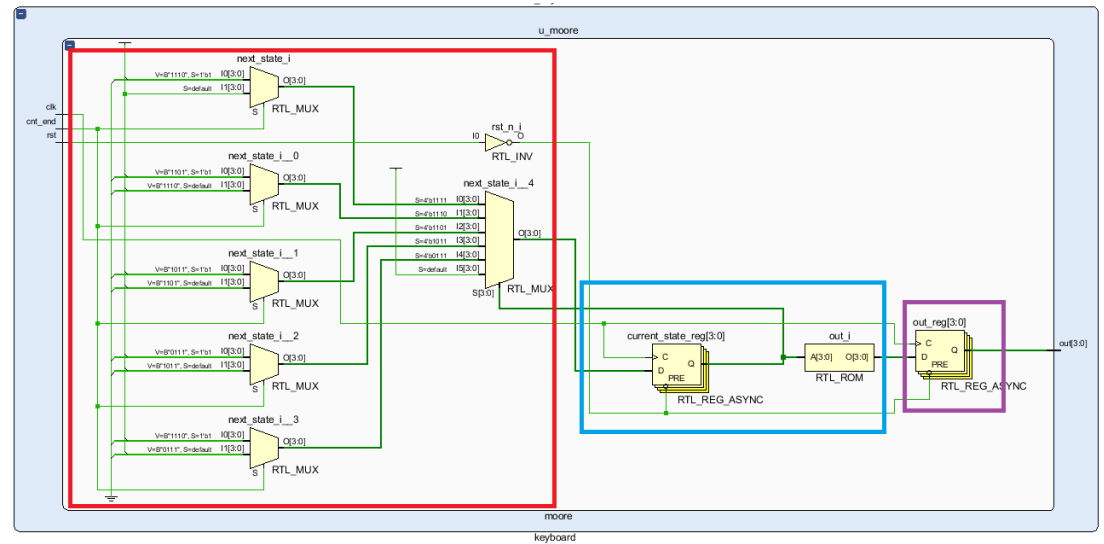 u_moore
next_state_i
V=B"1110", S=1'b1 I0[3:0]
S=default I1[3:0]
O[3:0]
S
RTL_MUX
clk
cnt_end
rst
rst_n_i
I0
O
RTL_INV
next_state_i__0
V=B"1101", S=1'b1 I0[3:0]
V=B"1110", S=default I1[3:0]
O[3:0]
S
RTL_MUX
next_state_i__4
S=4'b1111 I0[3:0]
S=4'b1110 I1[3:0]
S=4'b1101 I2[3:0]
S=4'b1011 I3[3:0]
S=4'b0111 I4[3:0]
S=default I5[3:0]
O[3:0]
S[3:0]
RTL_MUX
next_state_i__1
V=B"1011", S=1'b1 I0[3:0]
V=B"1101", S=default I1[3:0]
O[3:0]
S
RTL_MUX
next_state_i__2
V=B"0111", S=1'b1 I0[3:0]
V=B"1011", S=default I1[3:0]
O[3:0]
S
RTL_MUX
next_state_i__3
V=B"1110", S=1'b1 I0[3:0]
V=B"0111", S=default I1[3:0]
O[3:0]
S
RTL_MUX
current_state_reg[3:0]
C
D
Q
PRE
RTL_REG_ASYNC
out_i
A[3:0] O[3:0]
RTL_ROM
out_reg[3:0]
C
D
Q
PRE
RTL_REG_ASYNC
out[3:0]
moore
keyboard